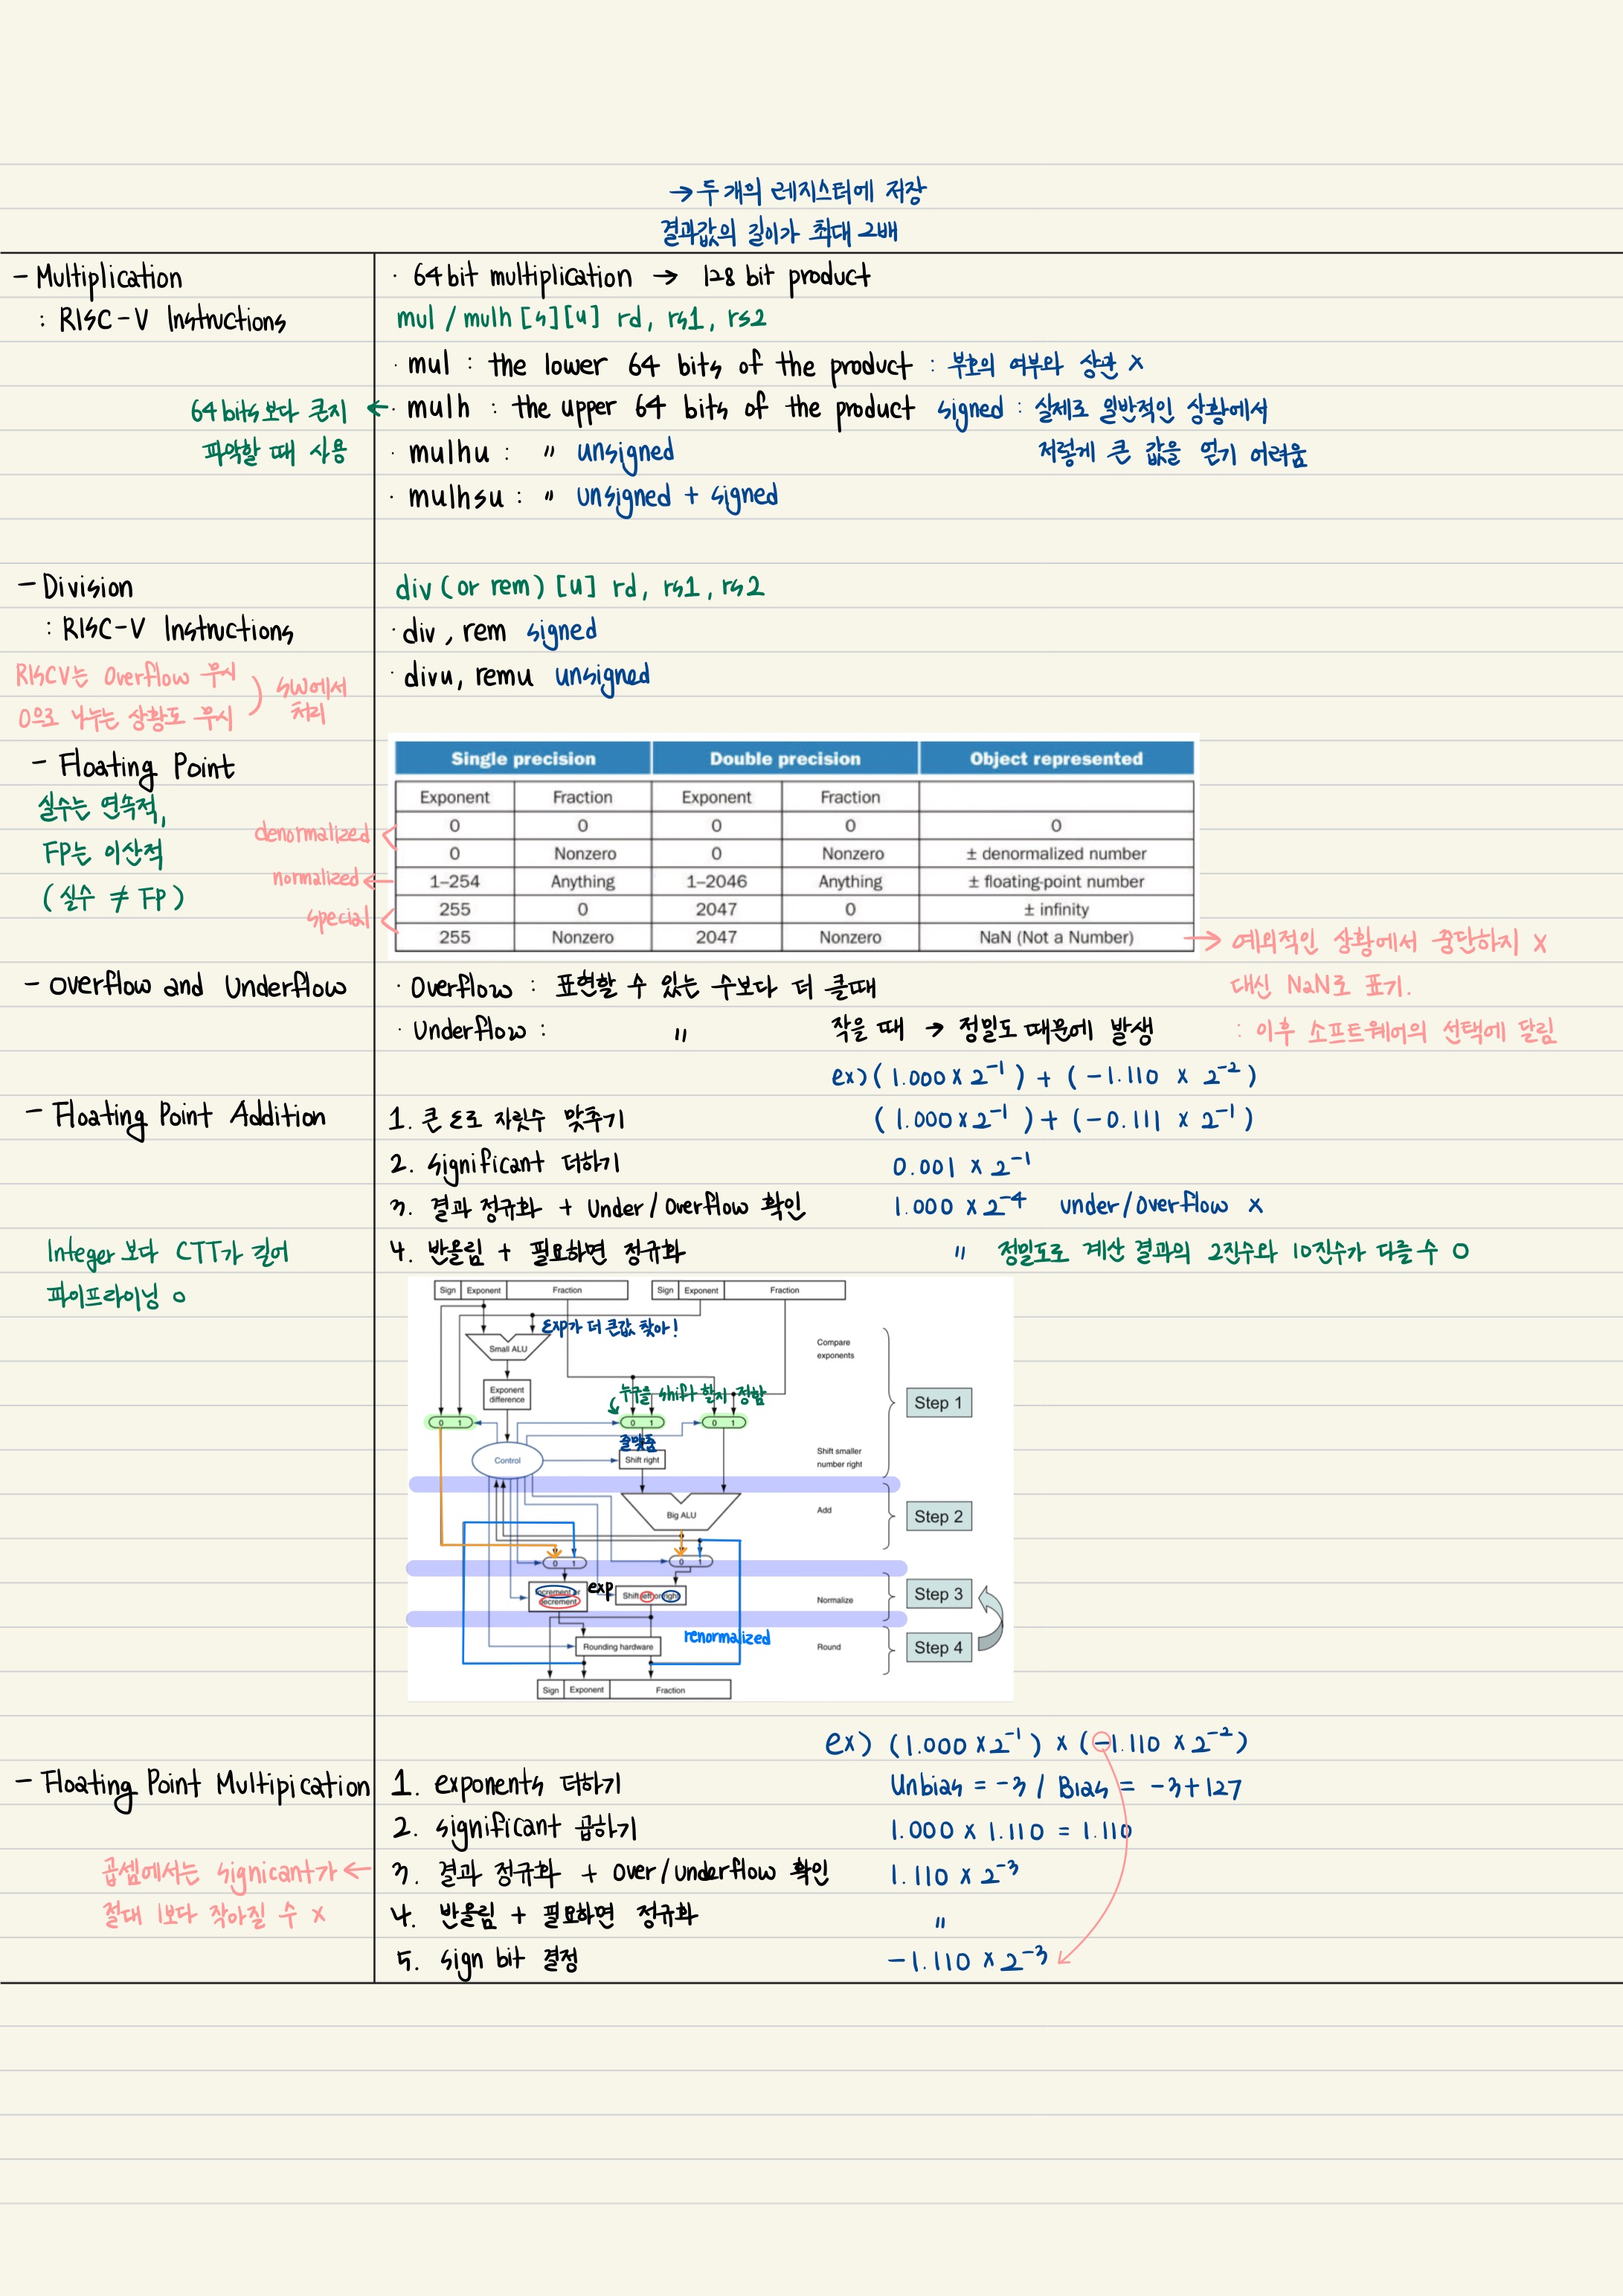 → 두 개의 레지스터에 저장
결과값의 길이가 최대 2배
- Multiplication
: RISC-V Instructions
· 64 bit multiplication → 128 bit product
mul / mulh [s][u] rd, rs1, rs2
· mul : the lower 64 bits of the product : 부호의 여부와 상관 X
64 bits보다 큰지 ← · mulh : the upper 64 bits of the product signed : 실제로 일반적인 상황에서
파악할 때 사용
저렇게 큰 값을 얻기 어려움
· mulhu : " unsigned
· mulhsu : " unsigned + signed
- Division
: RISC-V Instructions
div (or rem) [u] rd, rs1, rs2
· div, rem signed
· divu, remu unsigned
RISCV는 Overflow 무시
0으로 나누는 상황도 무시
) SW에서
처리
- Floating Point
실수는 연속적,
FP는 이산적
(실수 ≠ FP)
denormalized
normalized ←
special
Single precision Double precision Object represented
Exponent Fraction Exponent Fraction
0 0 0 0 0
0 Nonzero 0 Nonzero ± denormalized number
1–254 Anything 1–2046 Anything ± floating-point number
255 0 2047 0 ± infinity
255 Nonzero 2047 Nonzero NaN (Not a Number)
→ 예외적인 상황에서 중단하지 X
대신 NaN로 표기.
: 이후 소프트웨어의 선택에 달림
- Overflow and Underflow
· Overflow : 표현할 수 있는 수보다 더 클때
· Underflow : " 작을 때 → 정밀도 때문에 발생
ex) (1.000 X 2⁻¹) + (-1.110 X 2⁻²)
- Floating Point Addition
1. 큰 E로 자릿수 맞추기 (1.000 X 2⁻¹) + (-0.111 X 2⁻¹)
2. significant 더하기 0.001 X 2⁻¹
3. 결과 정규화 + Under/Overflow 확인 1.000 X 2⁻⁴ under/Overflow X
4. 반올림 + 필요하면 정규화 " 정밀도로 계산 결과의 2진수와 10진수가 다를 수 O
Integer 보다 CTT가 길어
파이프라이닝 O
Sign Exponent Fraction
Sign Exponent Fraction
EXP가 더 큰값 찾아!
Small ALU
Compare
exponents
Exponent
difference
누구을 shift 할지 정함
Step 1
0 1
0 1
0 1
줄맞춤
Control
Shift right
Shift smaller
number right
Big ALU
Add
Step 2
0 1
0 1
Increment or
decrement
exp
Shift left or right
Normalize
Step 3
renormalized
Rounding hardware
Round
Step 4
Sign Exponent Fraction
ex) (1.000 X 2⁻¹) X (-1.110 X 2⁻²)
- Floating Point Multipication
1. exponents 더하기 Unbias = -3 / Bias = -3+127
2. significant 곱하기 1.000 X 1.110 = 1.110
3. 결과 정규화 + Over/underflow 확인 1.110 X 2⁻³
4. 반올림 + 필요하면 정규화 "
5. sign bit 결정 -1.110 X 2⁻³
곱셈에서는 signicant가 ←
절대 1보다 작아질 수 X